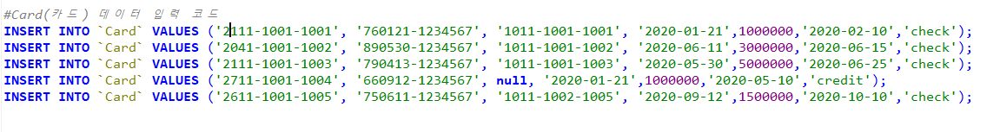 #Card(카드) 데이터 입력 코드
INSERT INTO `Card` VALUES ('2111-1001-1001', '760121-1234567', '1011-1001-1001', '2020-01-21',1000000,'2020-02-10','check');
INSERT INTO `Card` VALUES ('2041-1001-1002', '890530-1234567', '1011-1001-1002', '2020-06-11',3000000,'2020-06-15','check');
INSERT INTO `Card` VALUES ('2111-1001-1003', '790413-1234567', '1011-1001-1003', '2020-05-30',5000000,'2020-06-25','check');
INSERT INTO `Card` VALUES ('2711-1001-1004', '660912-1234567', null, '2020-01-21',1000000,'2020-05-10','credit');
INSERT INTO `Card` VALUES ('2611-1001-1005', '750611-1234567', '1011-1002-1005', '2020-09-12',1500000,'2020-10-10','check');